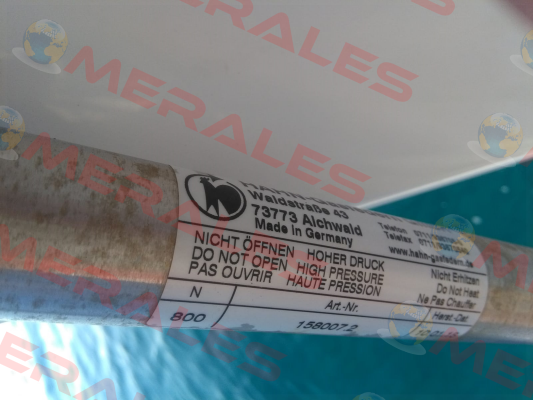 MERALES
Waldstraße 43
73773 Aichwald
Made in Germany
Telefon
Telefax
www.hahn-gasfedern.de
NICHT ÖFFNEN HOHER DRUCK
DO NOT OPEN HIGH PRESSURE
PAS OUVRIR HAUTE PRESSION
Nicht Erhitzen
Do Not Heat
Ne Pas Chauffer
N Art.-Nr. Herst.-Dat.
800 158007.2